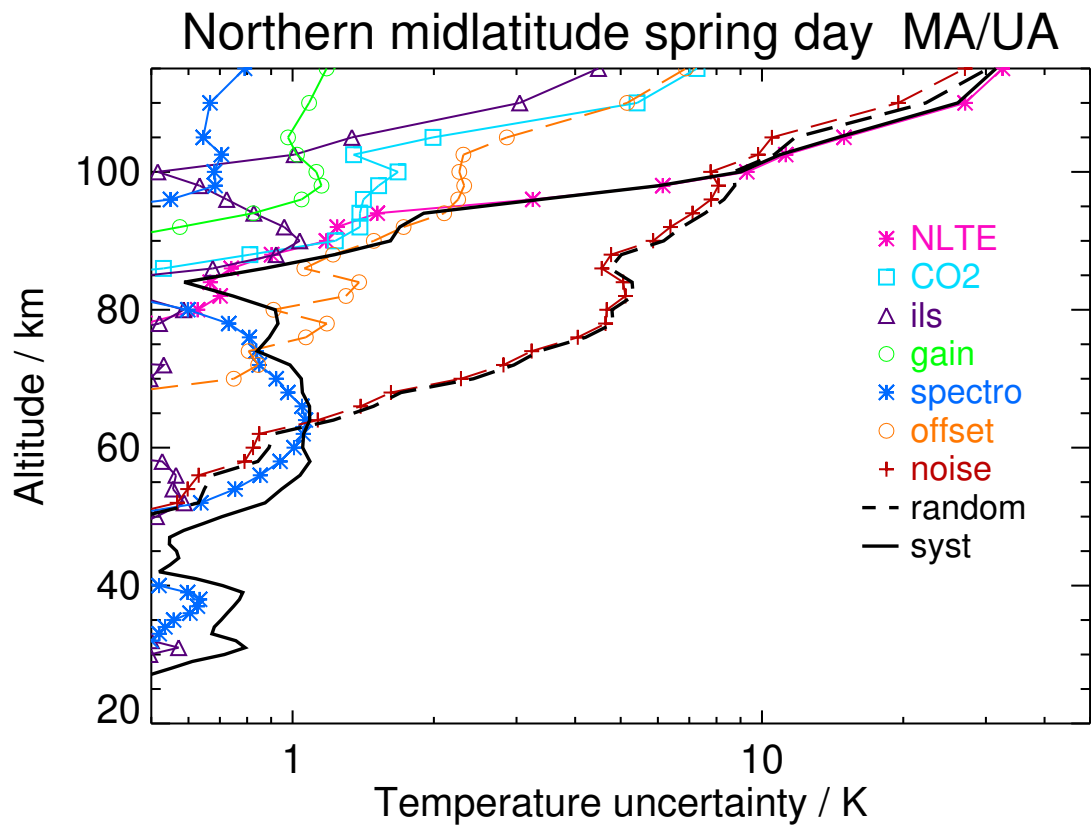 Northern midlatitude spring day MA/UA
Altitude / km
100
80
60
40
20
NLTE
CO2
ils
gain
spectro
offset
noise
random
syst
1
10
Temperature uncertainty / K